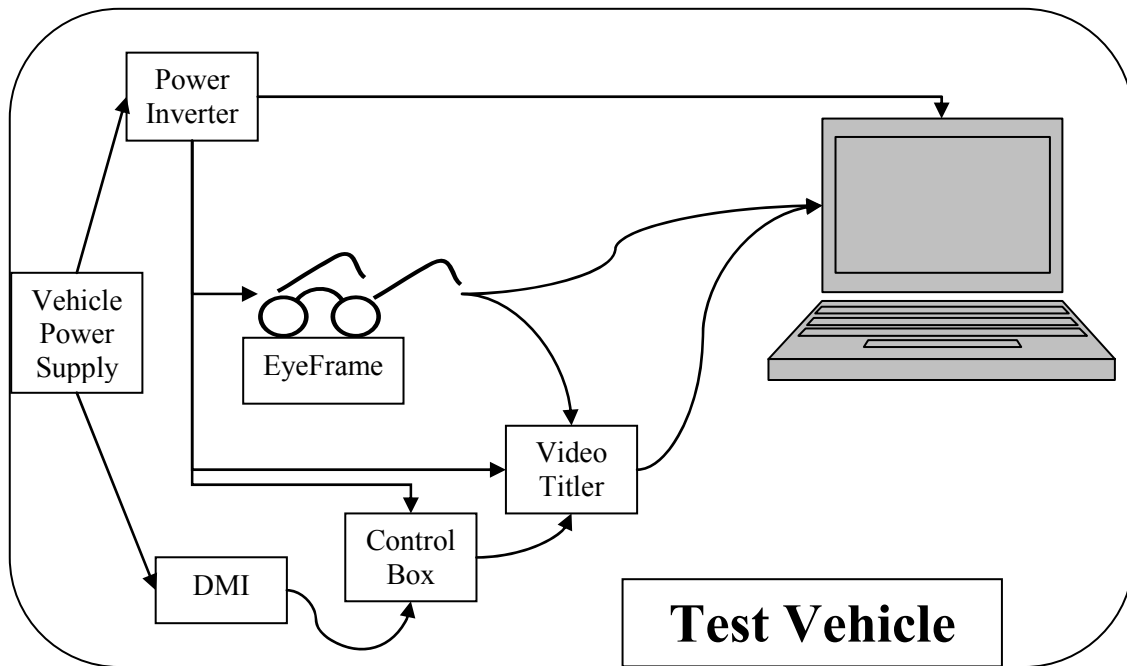 Power
Inverter
Vehicle
Power
Supply
EyeFrame
Video
Titler
Control
Box
DMI
Test Vehicle